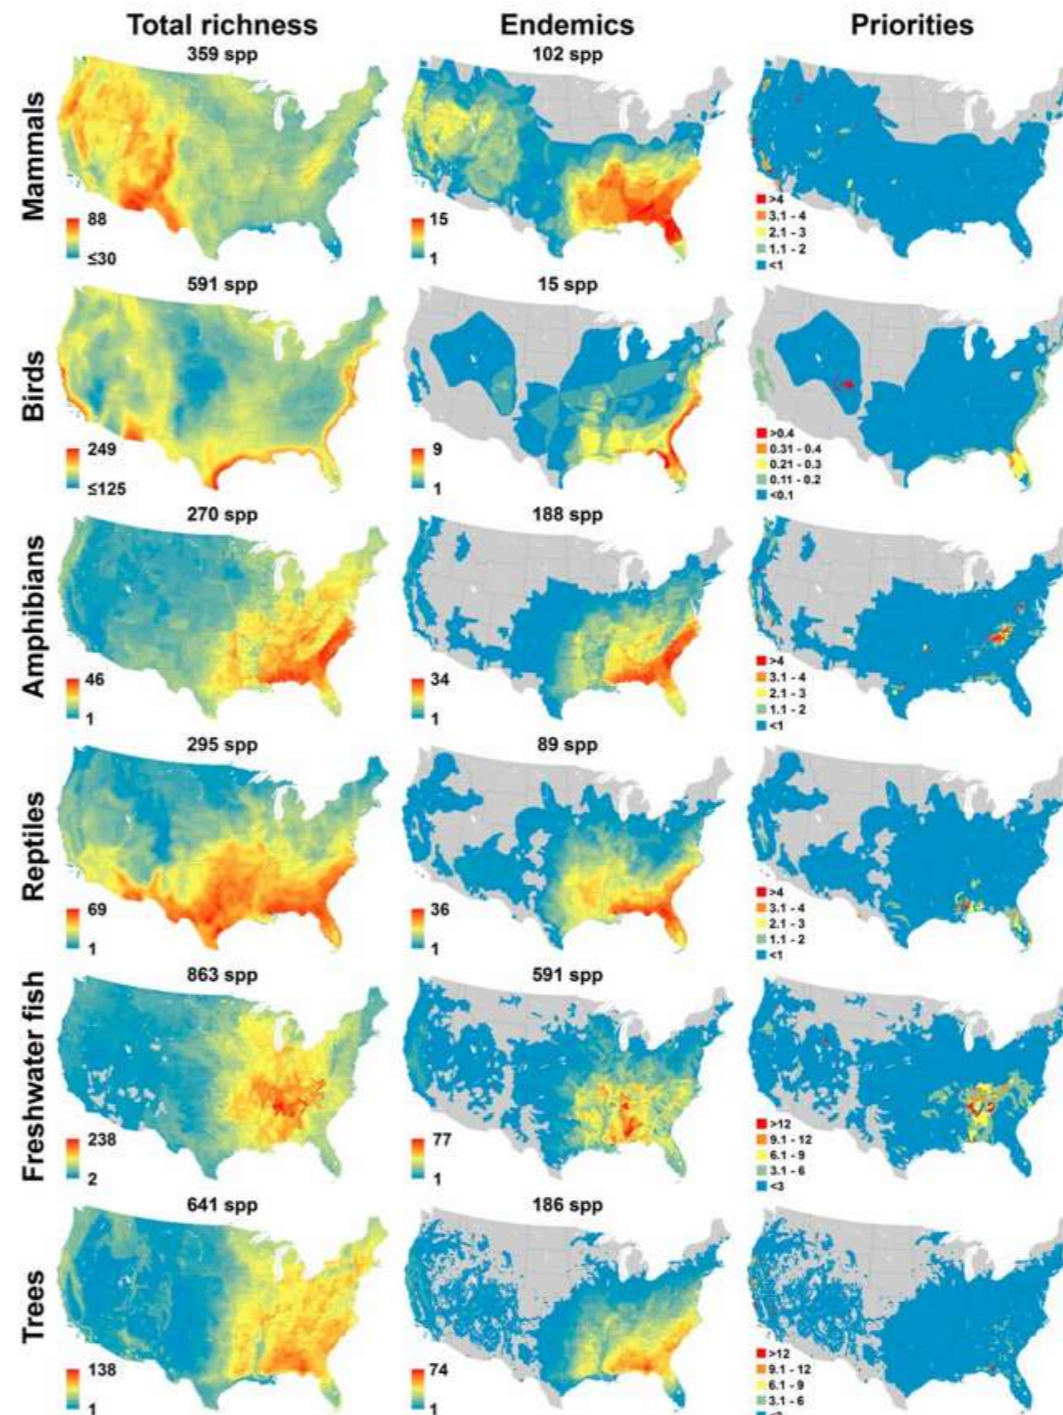 Total richness
Endemics
Priorities
Mammals
359 spp
88
≤30
102 spp
15
1
>4
3.1 - 4
2.1 - 3
1.1 - 2
<1
Birds
591 spp
249
≤125
15 spp
9
1
>0.4
0.31 - 0.4
0.21 - 0.3
0.11 - 0.2
<0.1
Amphibians
270 spp
46
1
188 spp
34
1
>4
3.1 - 4
2.1 - 3
1.1 - 2
<1
Reptiles
295 spp
69
1
89 spp
36
1
>4
3.1 - 4
2.1 - 3
1.1 - 2
<1
Freshwater fish
863 spp
238
2
591 spp
77
1
>12
9.1 - 12
6.1 - 9
3.1 - 6
<3
Trees
641 spp
138
1
186 spp
74
1
>12
9.1 - 12
6.1 - 9
3.1 - 6